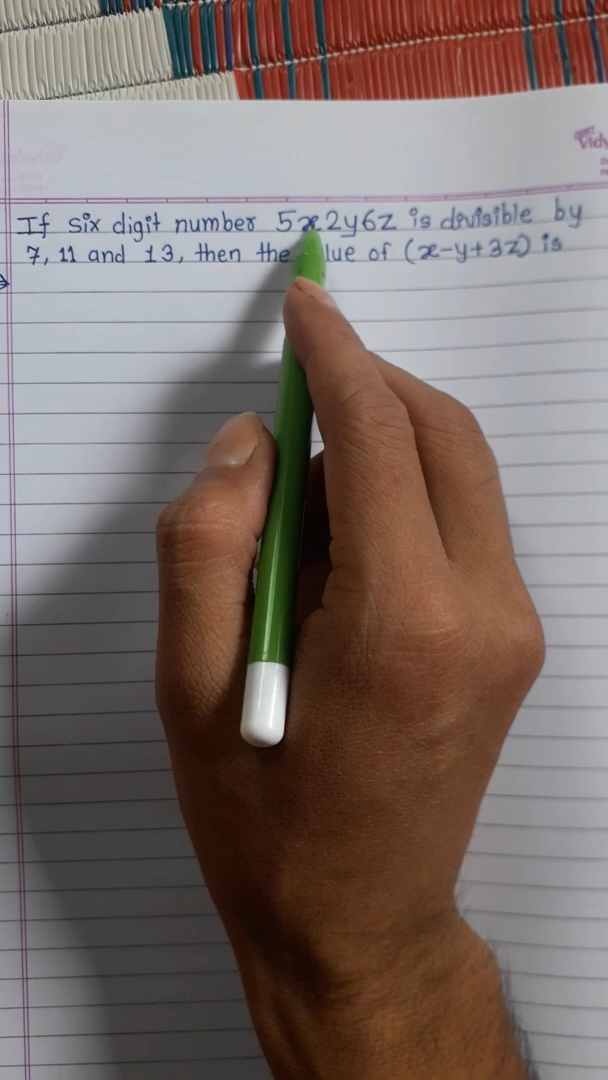 If six digit number 5x2y6z is divisible by
7, 11 and 13, then the lue of (x-y+3z) is